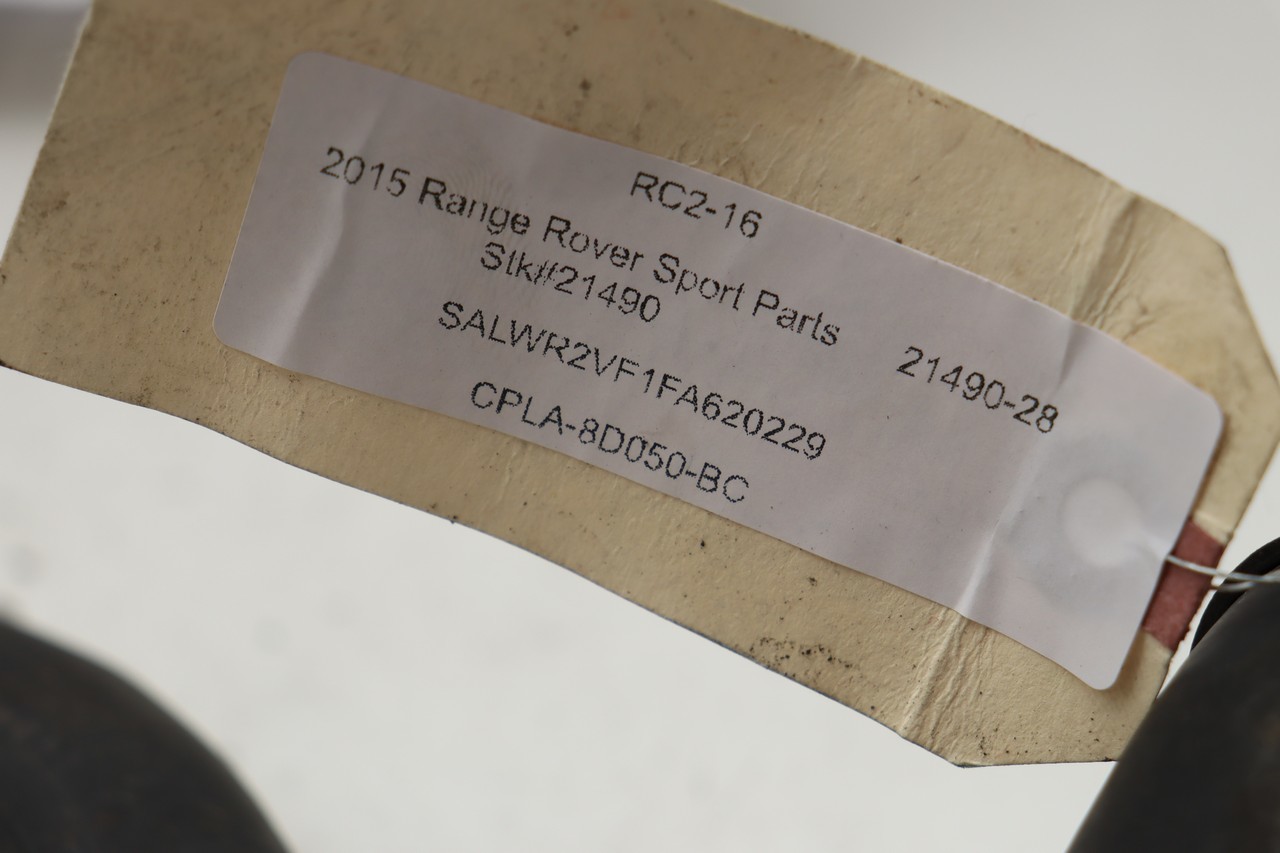 RC2-16
2015 Range Rover Sport Parts
Stk#21490
21490-28
SALWR2VF1FA620229
CPLA-8D050-BC